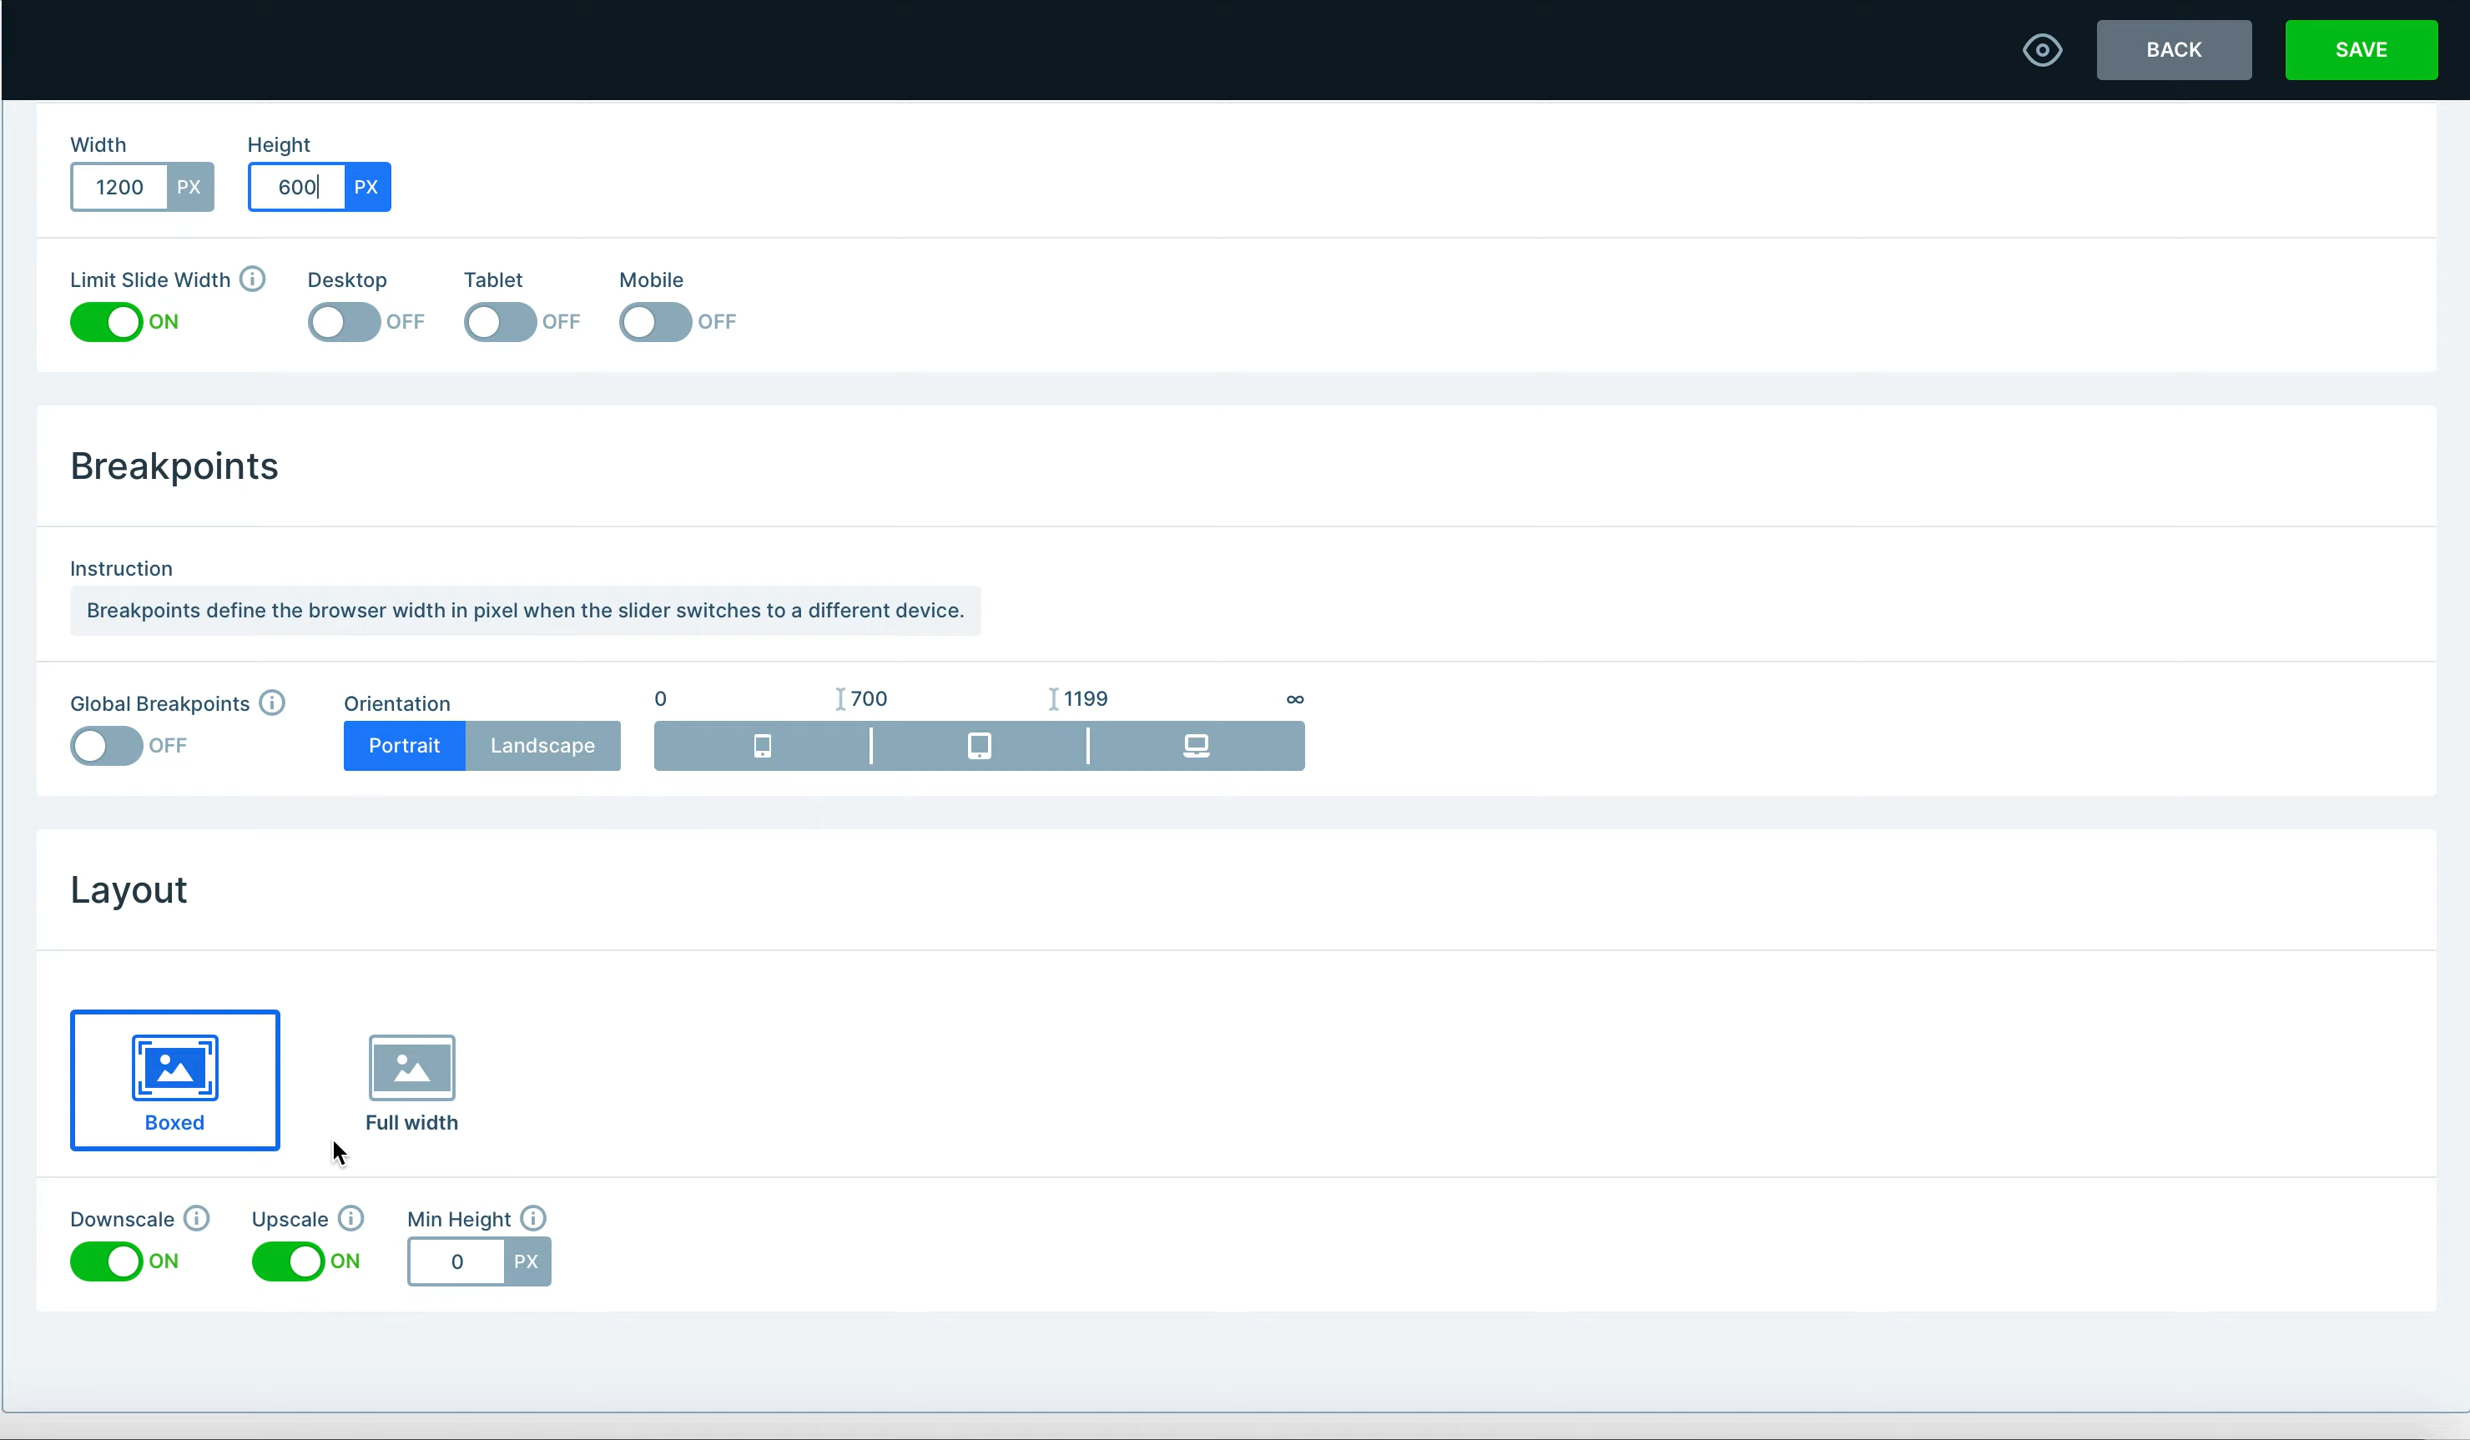 BACK
SAVE
Width
Height
1200 PX
600 PX
Limit Slide Width
Desktop
Tablet
Mobile
ON
OFF
OFF
OFF
Breakpoints
Instruction
Breakpoints define the browser width in pixel when the slider switches to a different device.
Global Breakpoints
Orientation
0
700
1199
∞
OFF
Portrait
Landscape
Layout
Boxed
Full width
Downscale
Upscale
Min Height
ON
ON
0 PX